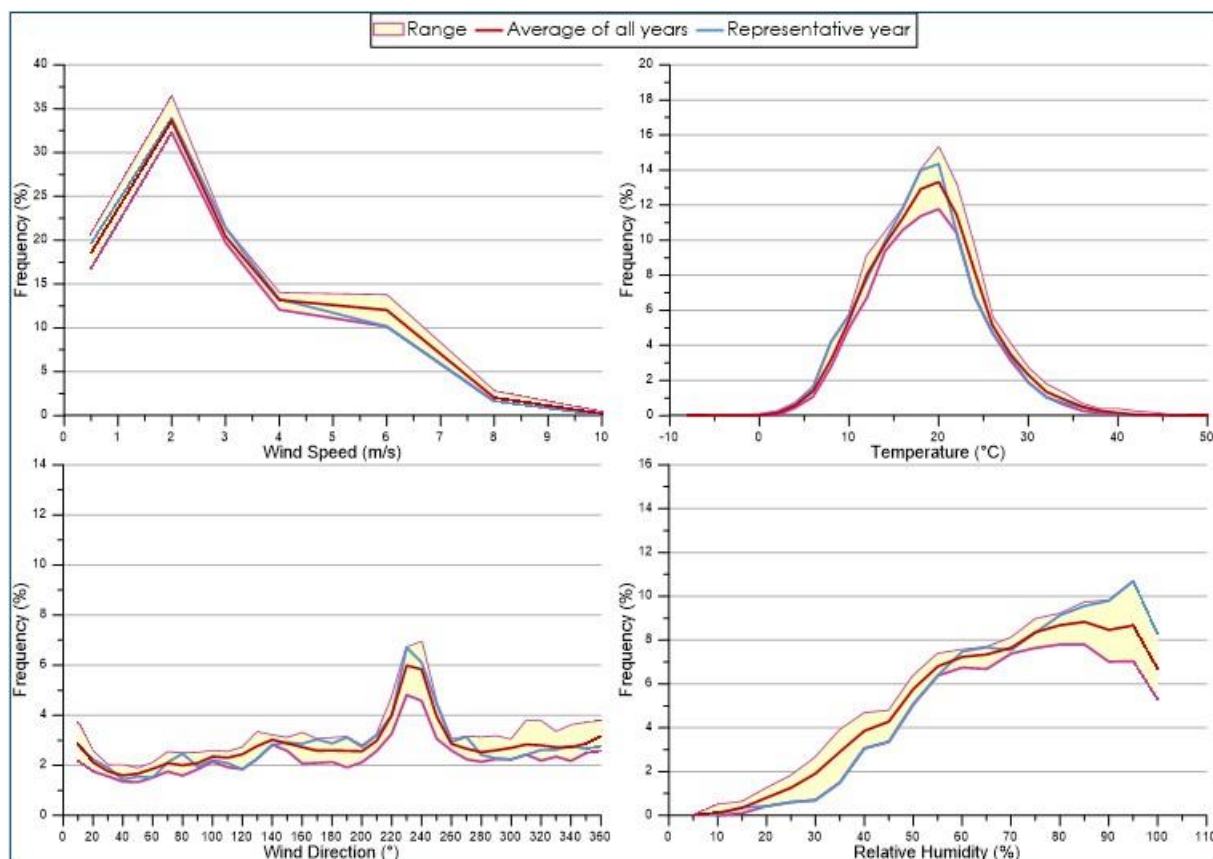 Range Average of all years Representative year
Frequency (%)
40
35
30
25
20
15
10
5
0
0 1 2 3 4 5 6 7 8 9 10
Wind Speed (m/s)
Frequency (%)
20
18
16
14
12
10
8
6
4
2
0
-10 0 10 20 30 40 50
Temperature (°C)
Frequency (%)
14
12
10
8
6
4
2
0
0 20 40 60 80 100 120 140 160 180 200 220 240 260 280 300 320 340 360
Wind Direction (°)
Frequency (%)
16
14
12
10
8
6
4
2
0
0 10 20 30 40 50 60 70 80 90 100 110
Relative Humidity (%)